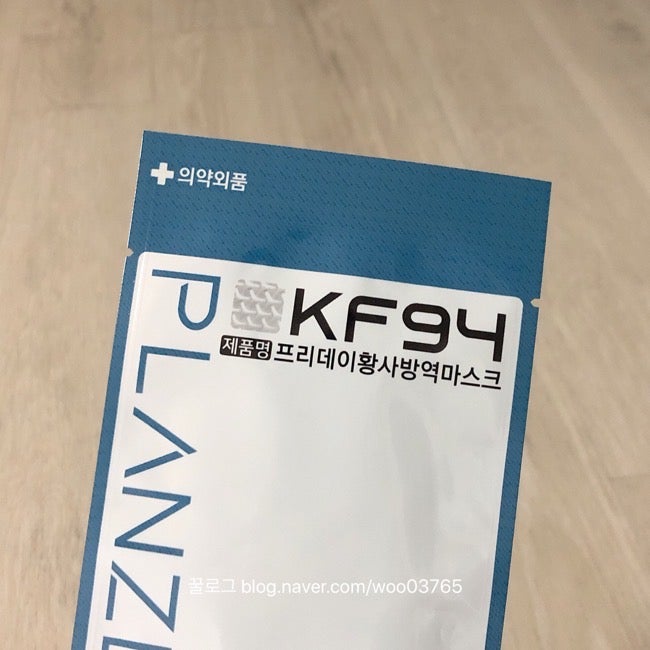 의약외품
KF94
제품명 프리데이황사방역마스크
PLANZ
꿀로그 blog.naver.com/woo03765